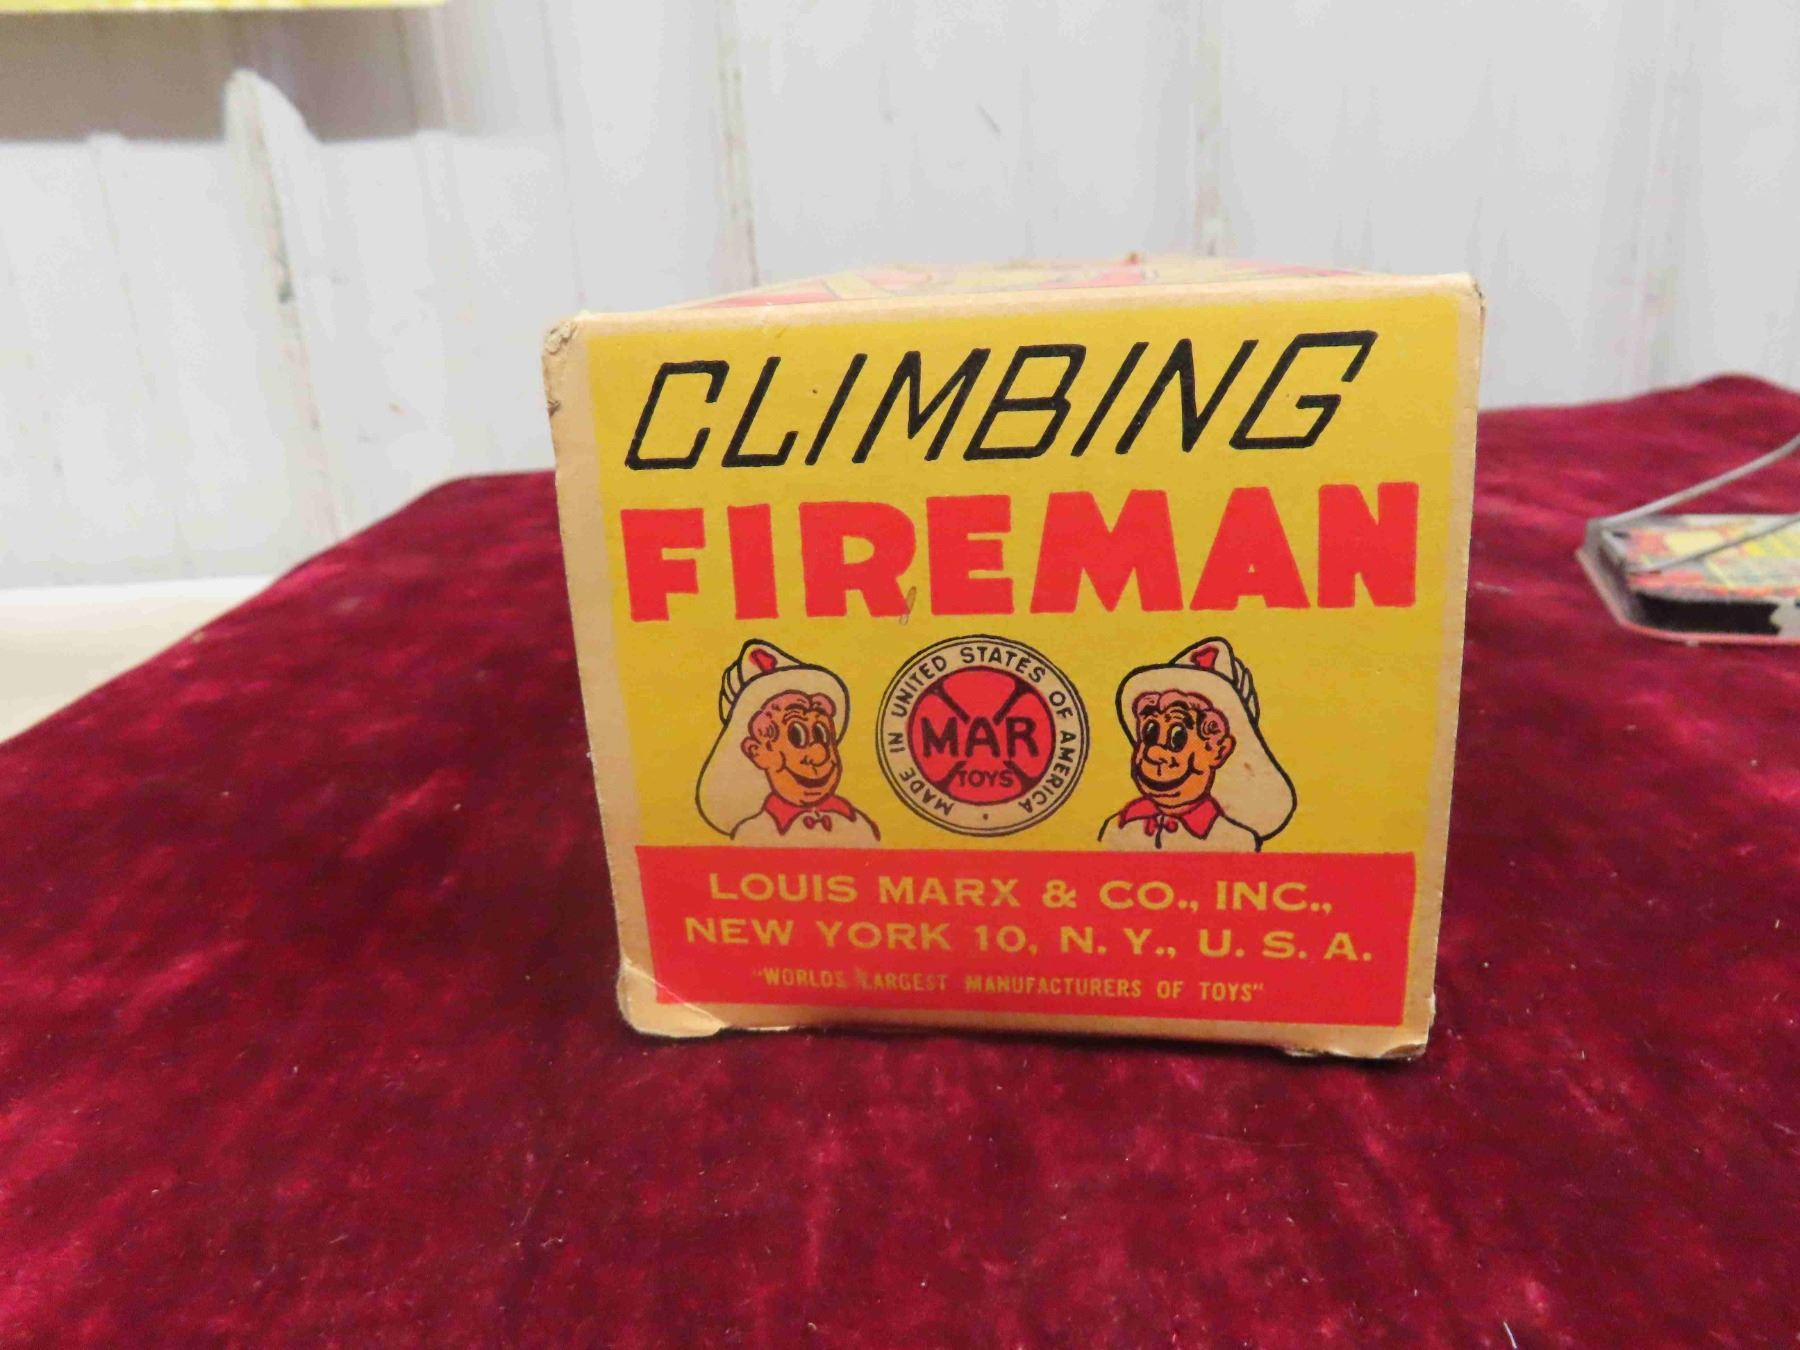 CLIMBING
FIREMAN
MADE IN UNITED STATES OF AMERICA
MAR
TOYS
LOUIS MARX & CO., INC.,
NEW YORK 10, N. Y., U. S. A.
"WORLDS LARGEST MANUFACTURERS OF TOYS"